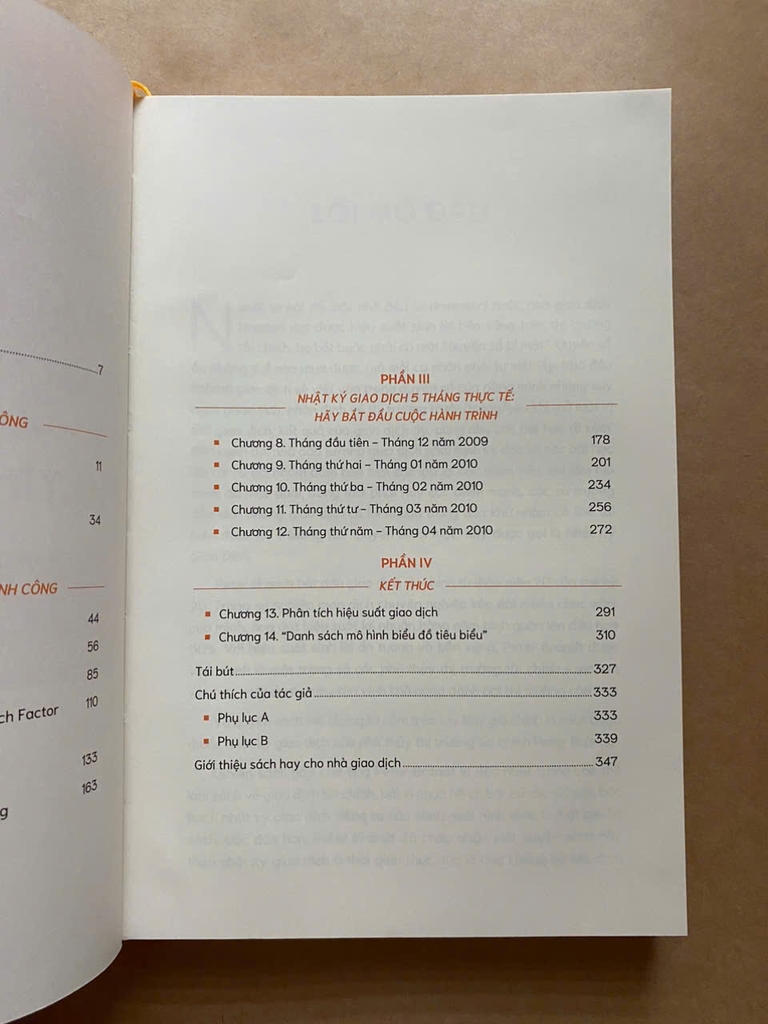 7
ÔNG
11
34
NH CÔNG
44
56
85
ch Factor 110
133
163
g
PHẦN III
NHẬT KÝ GIAO DỊCH 5 THÁNG THỰC TẾ:
HÃY BẮT ĐẦU CUỘC HÀNH TRÌNH
Chương 8. Tháng đầu tiên – Tháng 12 năm 2009 178
Chương 9. Tháng thứ hai – Tháng 01 năm 2010 201
Chương 10. Tháng thứ ba – Tháng 02 năm 2010 234
Chương 11. Tháng thứ tư – Tháng 03 năm 2010 256
Chương 12. Tháng thứ năm – Tháng 04 năm 2010 272
PHẦN IV
KẾT THÚC
Chương 13. Phân tích hiệu suất giao dịch 291
Chương 14. “Danh sách mô hình biểu đồ tiêu biểu” 310
Tái bút 327
Chú thích của tác giả 333
Phụ lục A 333
Phụ lục B 339
Giới thiệu sách hay cho nhà giao dịch 347